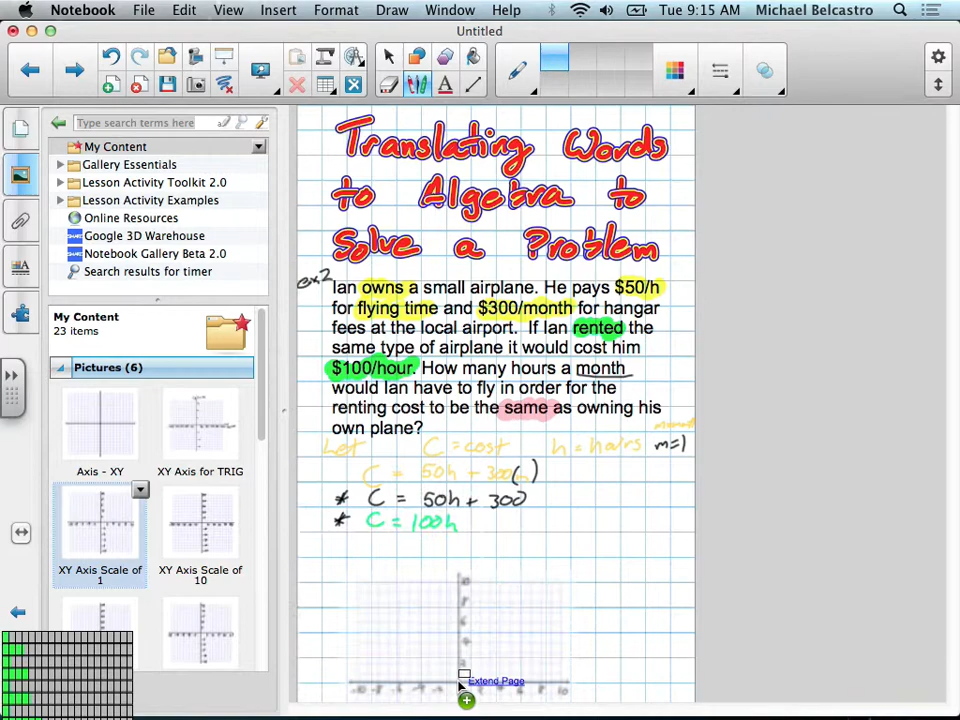 Notebook File Edit View Insert Format Draw Window Help Tue 9:15 AM Michael Belcastro
Untitled
Type search terms here
My Content
Gallery Essentials
Lesson Activity Toolkit 2.0
Lesson Activity Examples
Online Resources
Google 3D Warehouse
Notebook Gallery Beta 2.0
Search results for timer
My Content
23 items
Pictures (6)
Axis - XY
XY Axis for TRIG
XY Axis Scale of 1
XY Axis Scale of 10
Translating Words
to Algebra to
Solve a Problem
ex2
Ian owns a small airplane. He pays $50/h
for flying time and $300/month for hangar
fees at the local airport. If Ian rented the
same type of airplane it would cost him
$100/hour. How many hours a month
would Ian have to fly in order for the
renting cost to be the same as owning his
own plane?
Let C = cost h = hours m=1
C = 50h + 300( )
* C = 50h + 300
* C = 100h
Extend Page